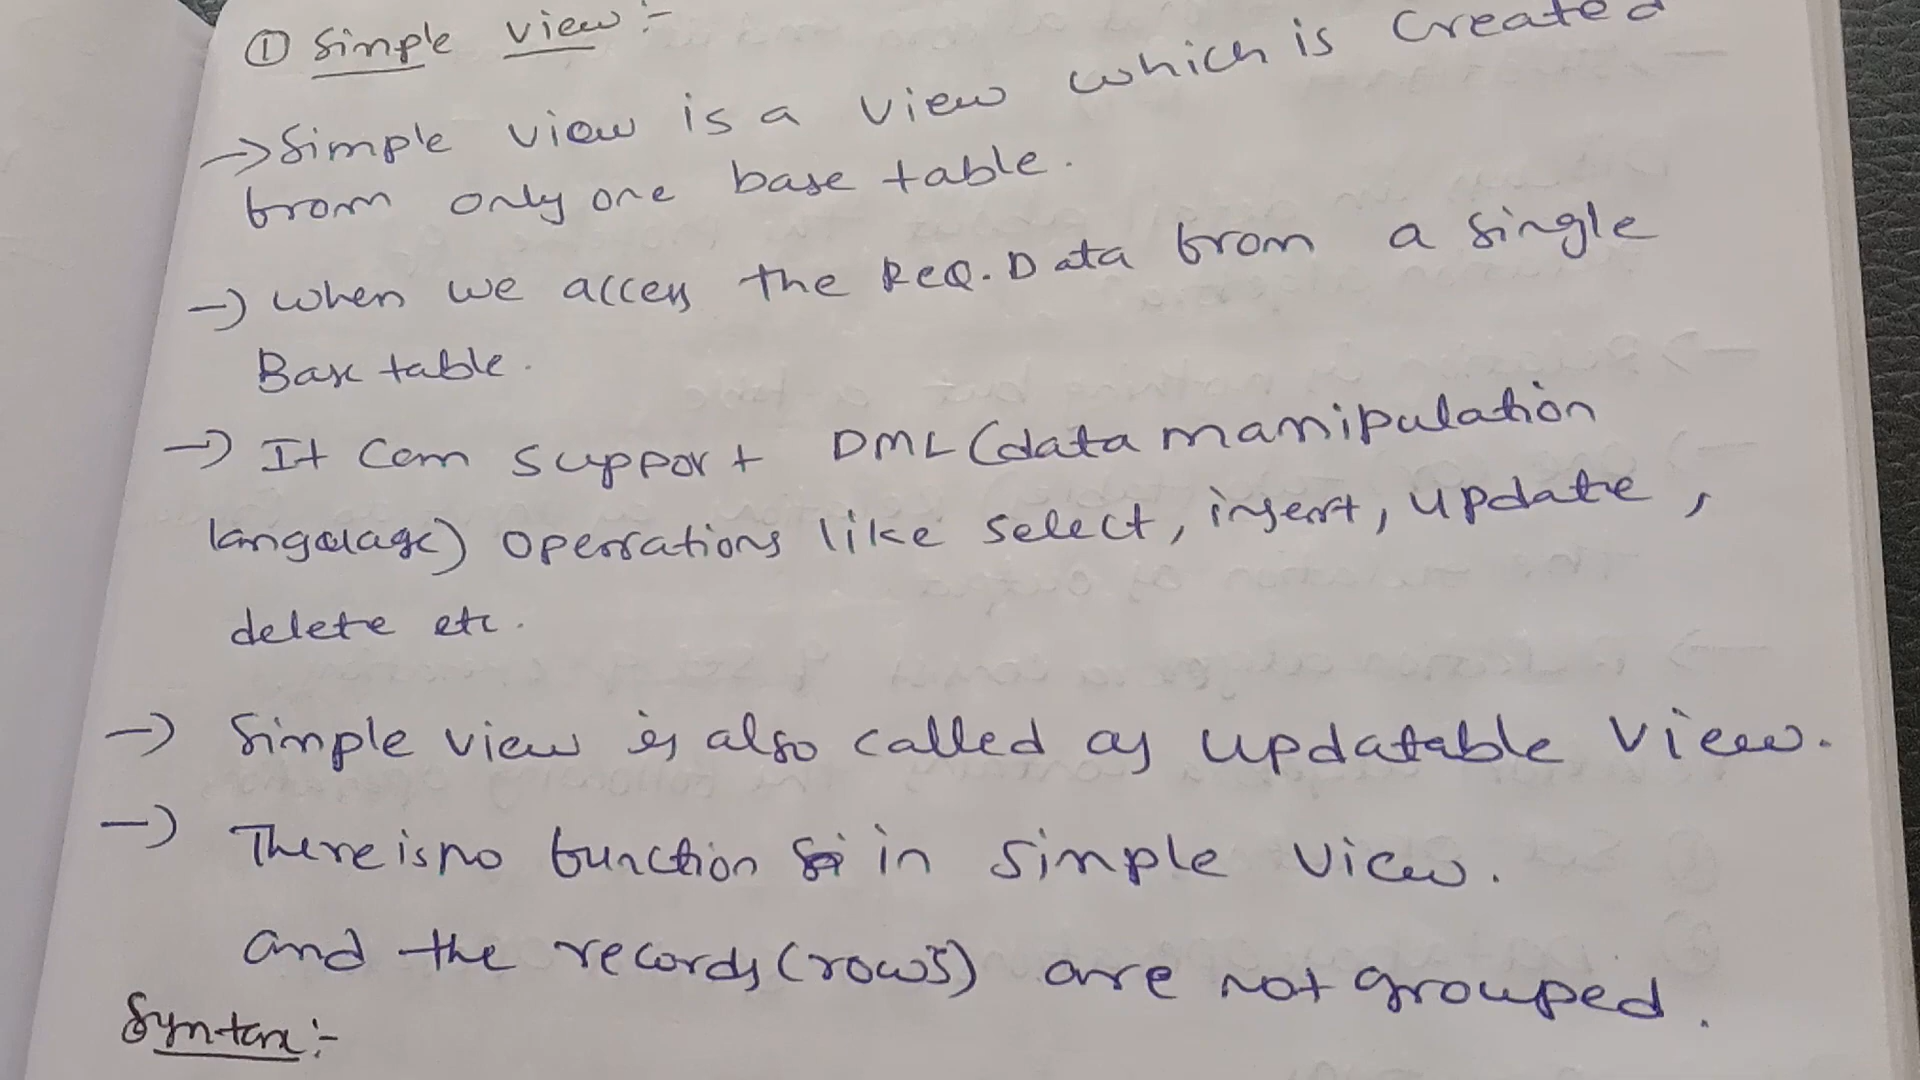 ① Simple view :-
→ Simple view is a view which is created
from only one base table.
→ when we access the Req. Data from a single
Base table.
→ It can support DML (data manipulation
language) operations like select, insert, update,
delete etc.
→ Simple view is also called as updatable view.
→ There is no function in simple view.
and the records (rows) are not grouped.
Syntax :-